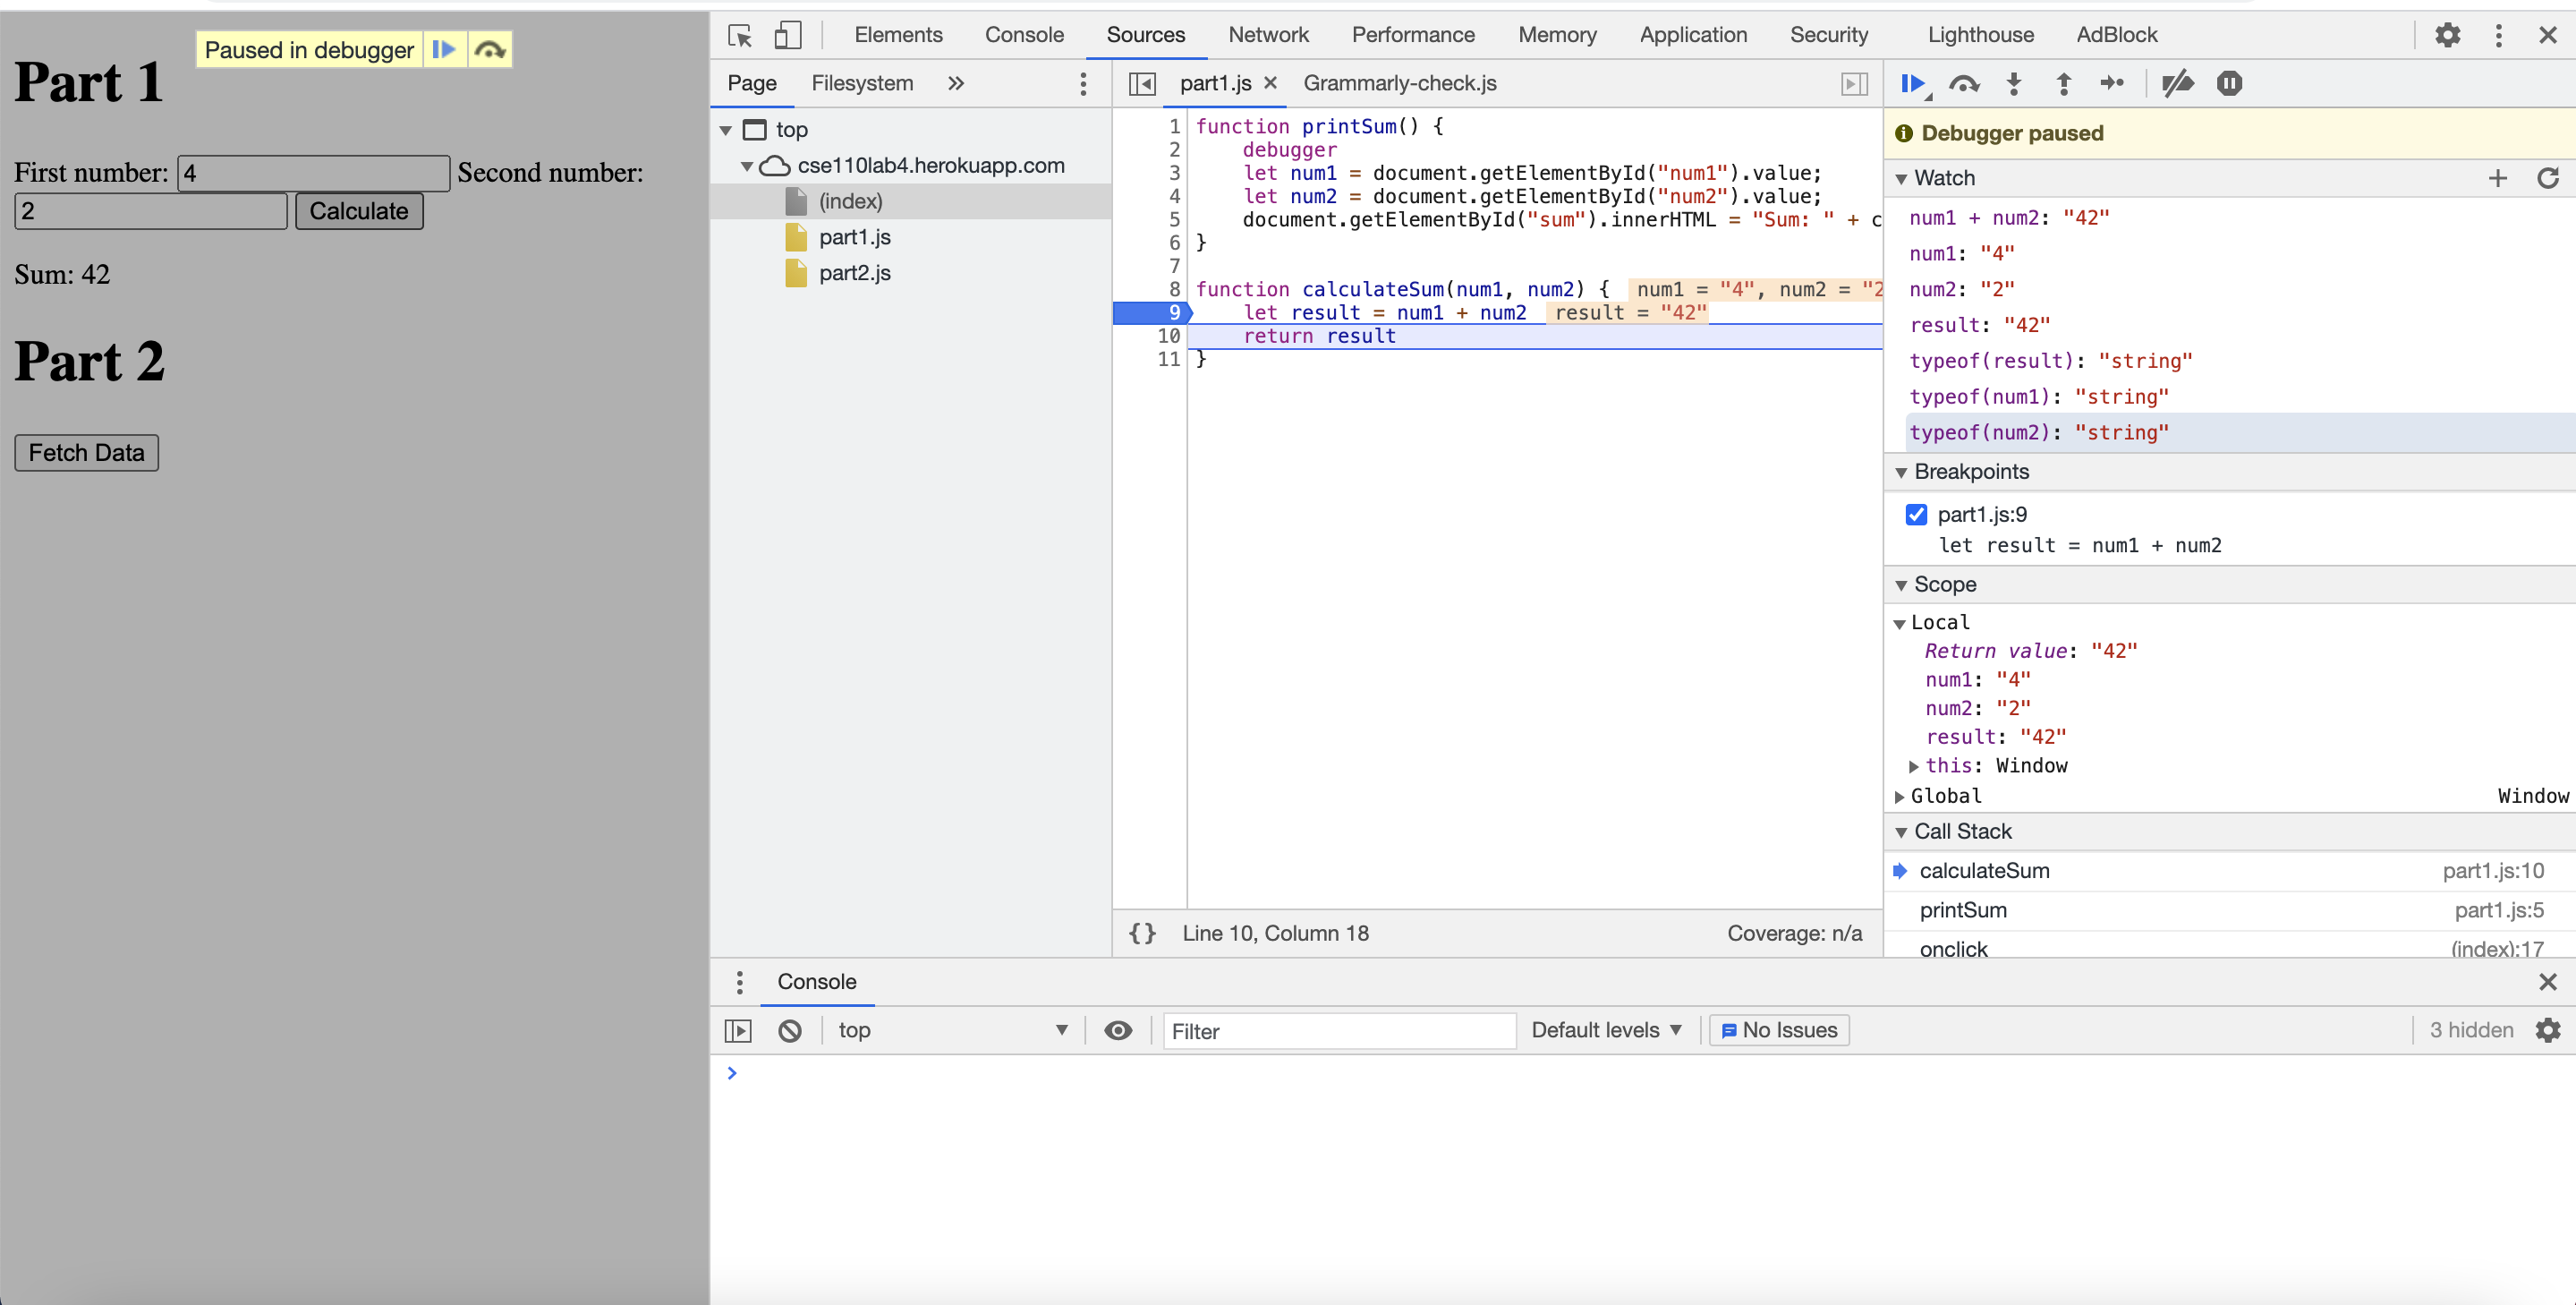 Paused in debugger
Part 1
First number: 4 Second number:
2 Calculate
Sum: 42
Part 2
Fetch Data
Elements Console Sources Network Performance Memory Application Security Lighthouse AdBlock
Page Filesystem »
top
cse110lab4.herokuapp.com
(index)
part1.js
part2.js
part1.js × Grammarly-check.js
1 function printSum() {
2 debugger
3 let num1 = document.getElementById("num1").value;
4 let num2 = document.getElementById("num2").value;
5 document.getElementById("sum").innerHTML = "Sum: " + c
6 }
7
8 function calculateSum(num1, num2) { num1 = "4", num2 = "2
9 let result = num1 + num2 result = "42"
10 return result
11 }
{} Line 10, Column 18 Coverage: n/a
Debugger paused
Watch
num1 + num2: "42"
num1: "4"
num2: "2"
result: "42"
typeof(result): "string"
typeof(num1): "string"
typeof(num2): "string"
Breakpoints
part1.js:9
let result = num1 + num2
Scope
Local
Return value: "42"
num1: "4"
num2: "2"
result: "42"
this: Window
Global Window
Call Stack
calculateSum part1.js:10
printSum part1.js:5
onclick (index):17
Console
top Filter Default levels No Issues 3 hidden
>